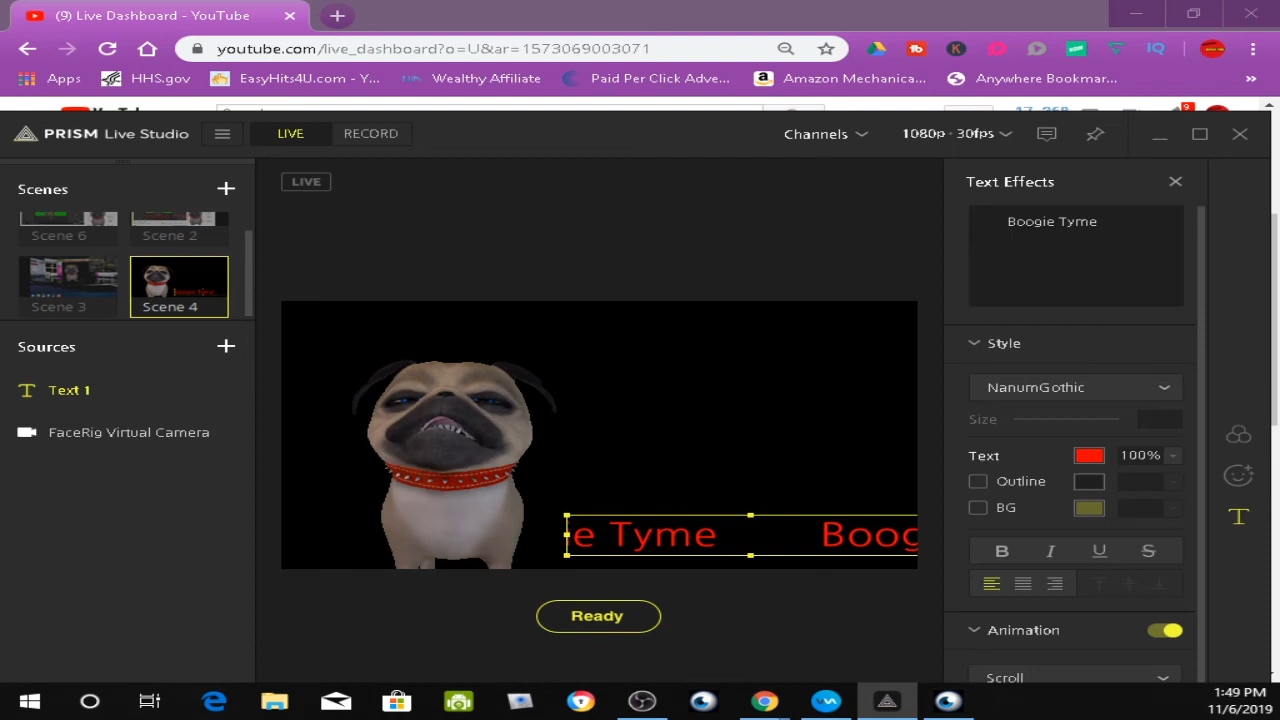 (9) Live Dashboard - YouTube
youtube.com/live_dashboard?o=U&ar=1573069003071
Apps HHS.gov EasyHits4U.com - Y... Wealthy Affiliate Paid Per Click Adve... Amazon Mechanica... Anywhere Bookmar... »
9
PRISM Live Studio LIVE RECORD Channels 1080p · 30fps
Scenes
Scene 6 Scene 2
Scene 3 Scene 4
Sources
Text 1
FaceRig Virtual Camera
LIVE
e Tyme Boog
Ready
Text Effects
Boogie Tyme
Style
NanumGothic
Size
Text 100%
Outline
BG
B I U S
Animation
Scroll
1:49 PM
11/6/2019